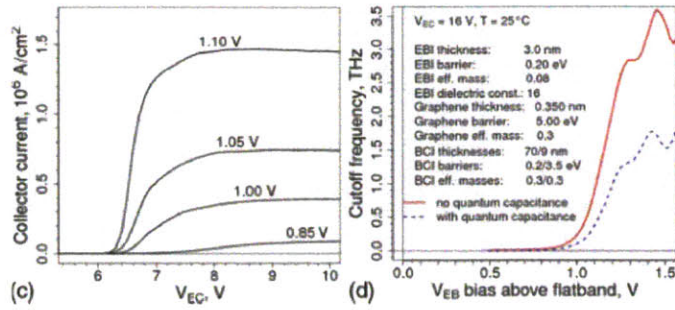 Collector current, 10⁶ A/cm²
1.5
1.0
0.5
0.0
1.10 V
1.05 V
1.00 V
0.85 V
6
7
8
9
10
(c)
V_EC, V
Cutoff frequency, THz
3.5
3.0
2.5
2.0
1.5
1.0
0.5
0.0
V_EC = 16 V, T = 25°C
EBI thickness: 3.0 nm
EBI barrier: 0.20 eV
EBI eff. mass: 0.08
EBI dielectric const.: 16
Graphene thickness: 0.350 nm
Graphene barrier: 5.00 eV
Graphene eff. mass: 0.3
BCI thicknesses: 70/9 nm
BCI barriers: 0.2/3.5 eV
BCI eff. masses: 0.3/0.3
no quantum capacitance
with quantum capacitance
0.0
0.5
1.0
1.5
(d)
V_EB bias above flatband, V